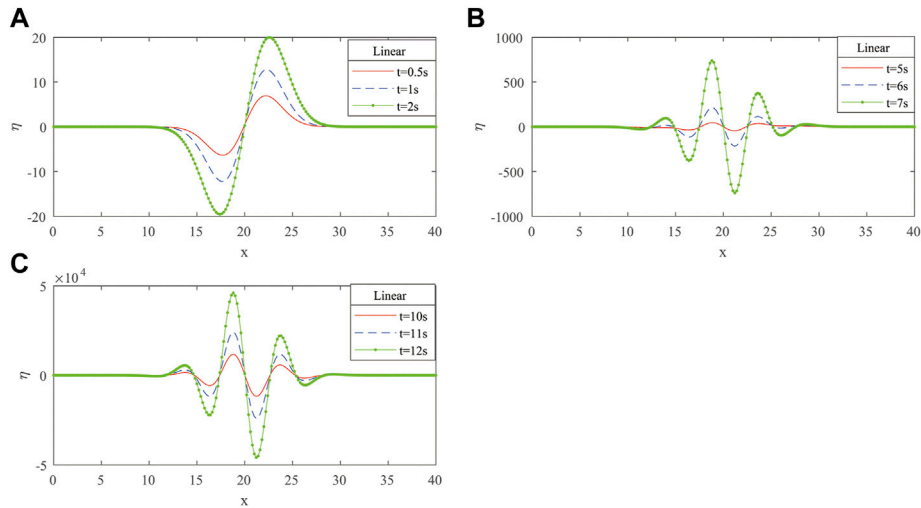 A
20
10
0
-10
-20
η
0 5 10 15 20 25 30 35 40
x
Linear
t=0.5s
t=1s
t=2s
B
1000
500
0
-500
-1000
η
0 5 10 15 20 25 30 35 40
x
Linear
t=5s
t=6s
t=7s
C
×10⁴
5
0
-5
η
0 5 10 15 20 25 30 35 40
x
Linear
t=10s
t=11s
t=12s